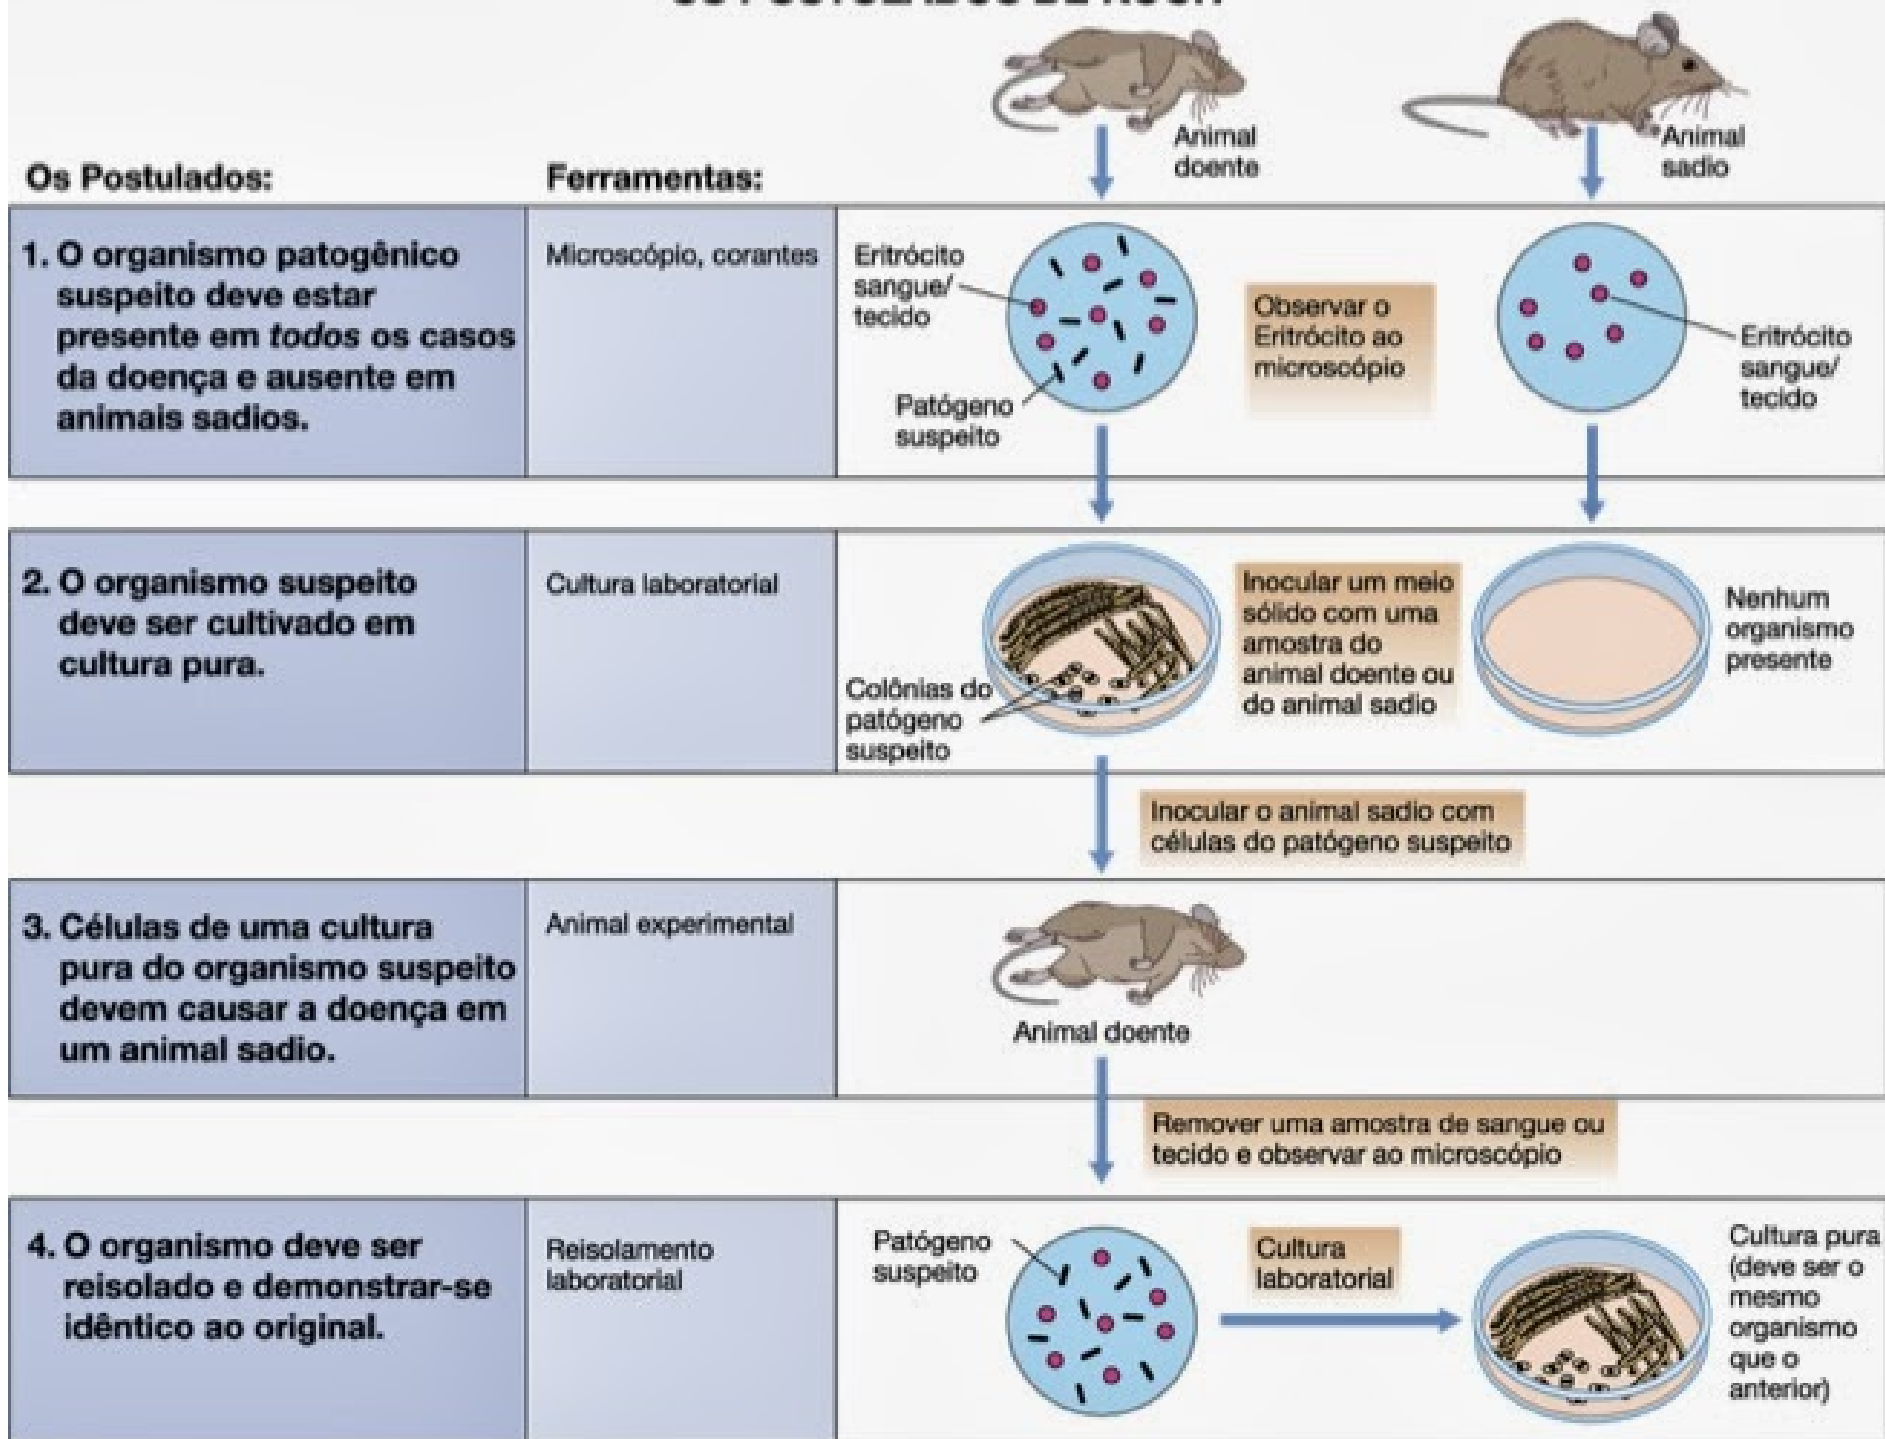 OS POSTULADOS DE KOCH
Animal
doente
Animal
sadio
Os Postulados:
Ferramentas:
1. O organismo patogênico
suspeito deve estar
presente em todos os casos
da doença e ausente em
animais sadios.
Microscópio, corantes
Eritrócito
sangue/
tecido
Patógeno
suspeito
Observar o
Eritrócito ao
microscópio
Eritrócito
sangue/
tecido
2. O organismo suspeito
deve ser cultivado em
cultura pura.
Cultura laboratorial
Colônias do
patógeno
suspeito
Inocular um meio
sólido com uma
amostra do
animal doente ou
do animal sadio
Nenhum
organismo
presente
Inocular o animal sadio com
células do patógeno suspeito
3. Células de uma cultura
pura do organismo suspeito
devem causar a doença em
um animal sadio.
Animal experimental
Animal doente
Remover uma amostra de sangue ou
tecido e observar ao microscópio
4. O organismo deve ser
reisolado e demonstrar-se
idêntico ao original.
Reisolamento
laboratorial
Patógeno
suspeito
Cultura
laboratorial
Cultura pura
(deve ser o
mesmo
organismo
que o
anterior)